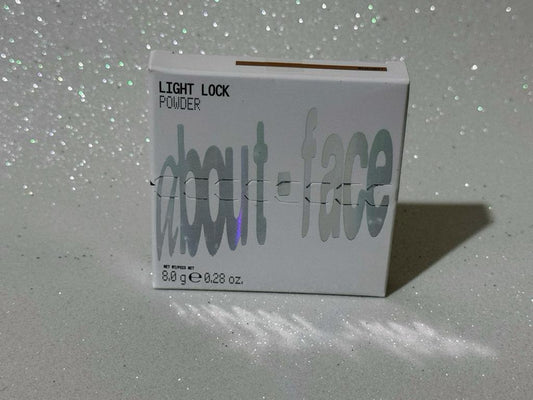 LIGHT LOCK
POWDER
about-face
NET WT/POIDS NET
8.0 g e 0.28 oz.